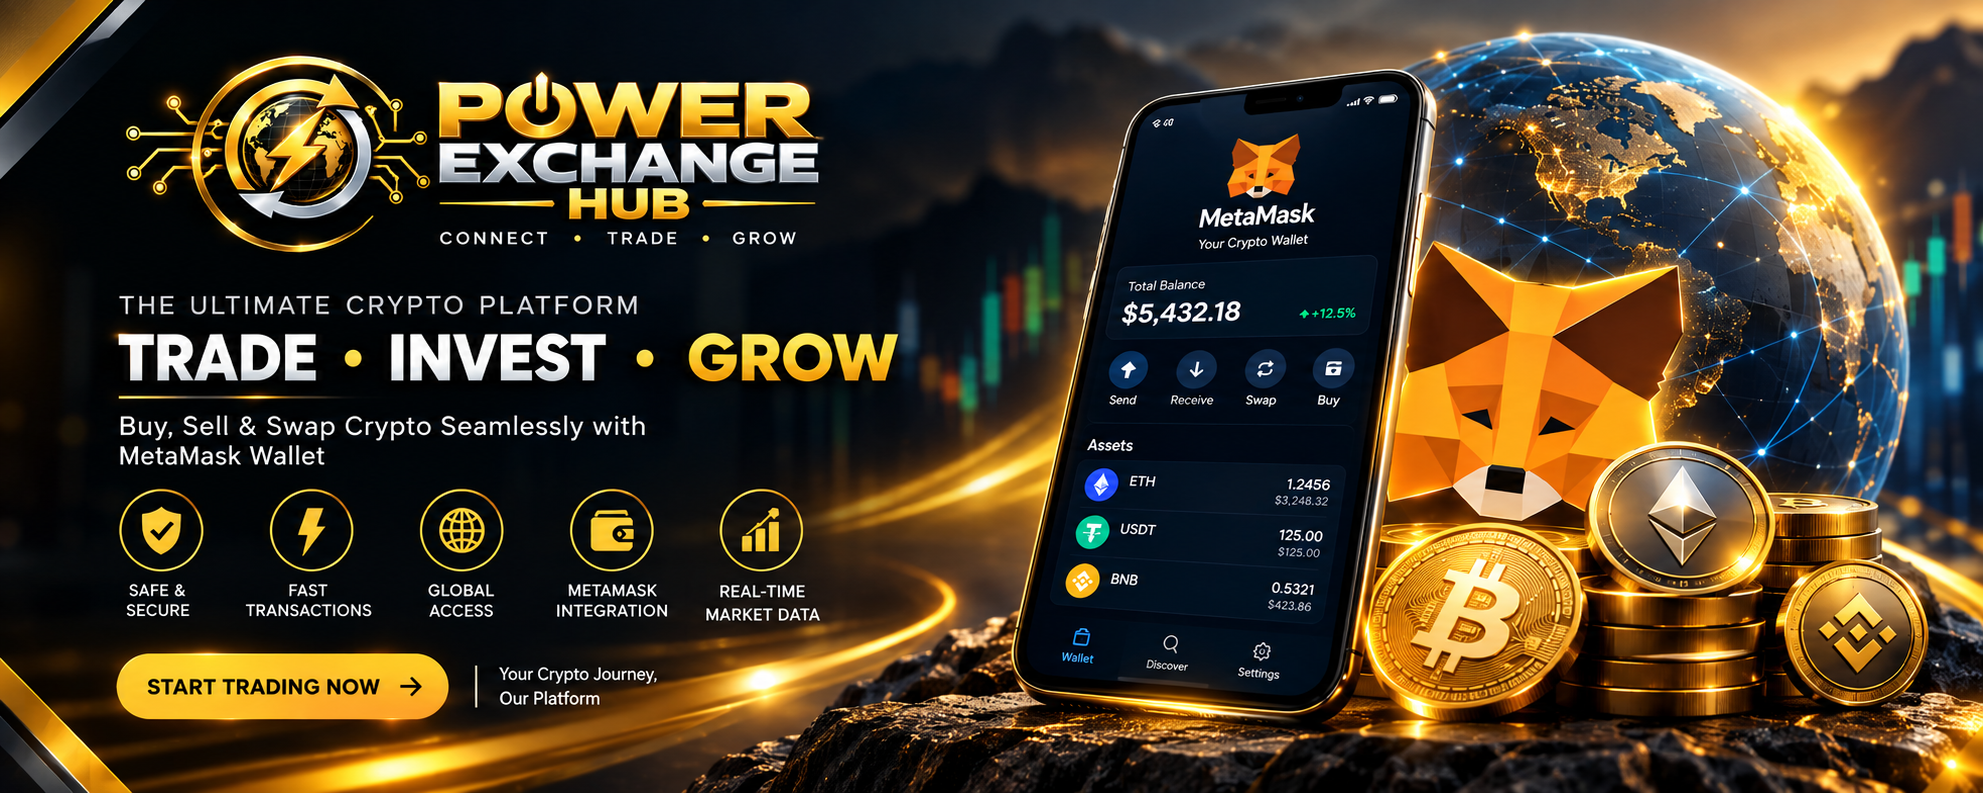 POWER
EXCHANGE
HUB
CONNECT • TRADE • GROW
THE ULTIMATE CRYPTO PLATFORM
TRADE • INVEST • GROW
Buy, Sell & Swap Crypto Seamlessly with
MetaMask Wallet
SAFE &
SECURE
FAST
TRANSACTIONS
GLOBAL
ACCESS
METAMASK
INTEGRATION
REAL-TIME
MARKET DATA
START TRADING NOW
Your Crypto Journey,
Our Platform
MetaMask
Your Crypto Wallet
Total Balance
$5,432.18
+12.5%
Send Receive Swap Buy
Assets
ETH
1.2456
$3,248.32
USDT
125.00
$125.00
BNB
0.5321
$423.86
Wallet Discover Settings